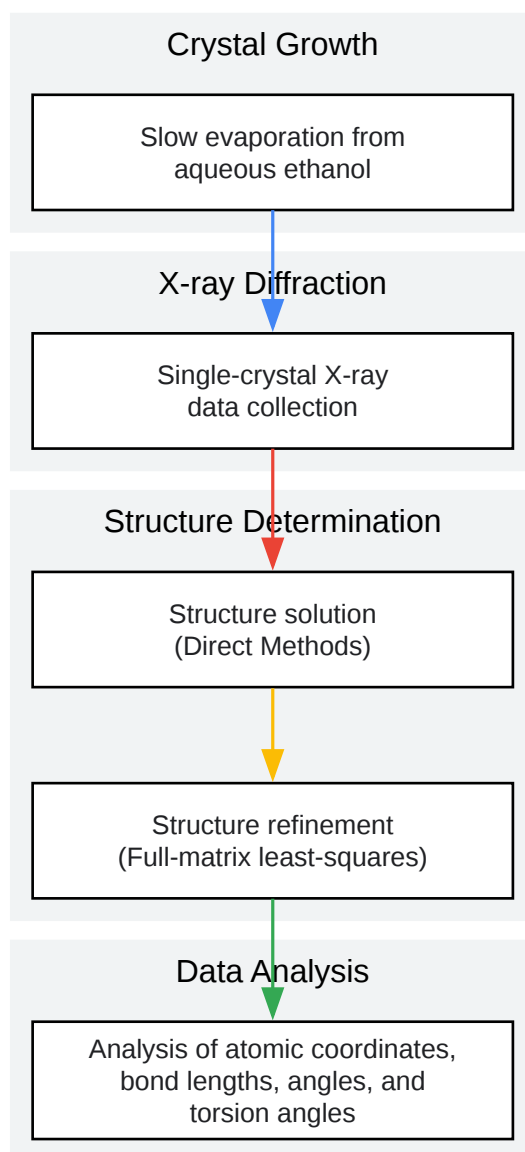 Crystal Growth
Slow evaporation from
aqueous ethanol
X-ray Diffraction
Single-crystal X-ray
data collection
Structure Determination
Structure solution
(Direct Methods)
Structure refinement
(Full-matrix least-squares)
Data Analysis
Analysis of atomic coordinates,
bond lengths, angles, and
torsion angles